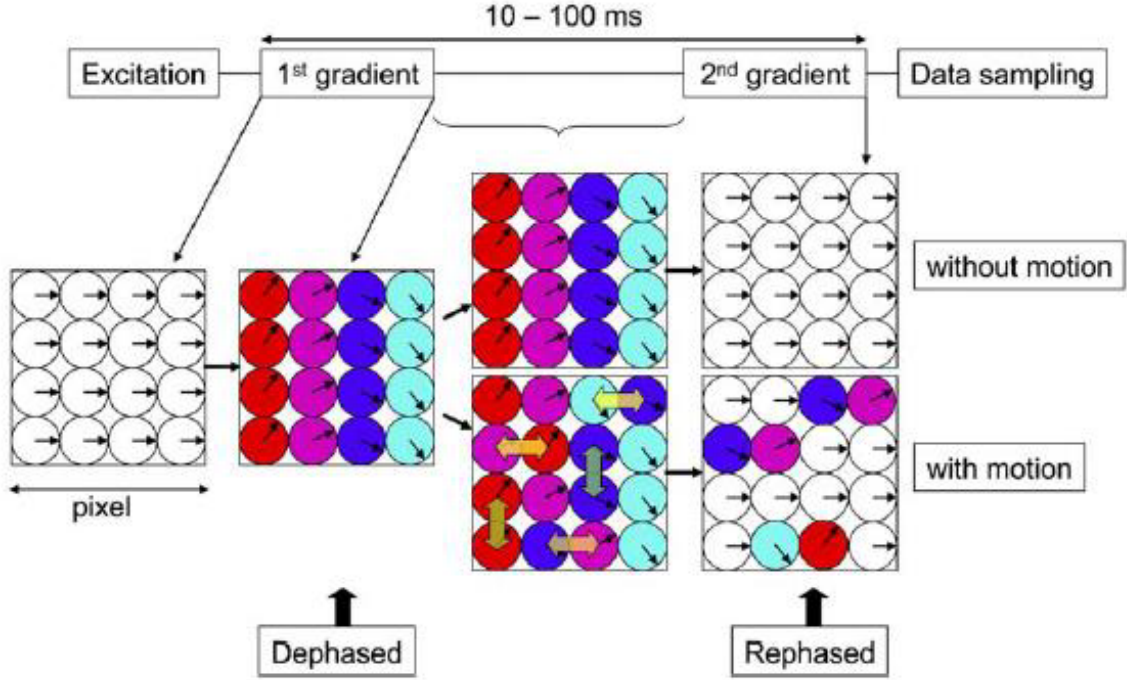 10 – 100 ms
Excitation
1st gradient
2nd gradient
Data sampling
without motion
with motion
pixel
Dephased
Rephased